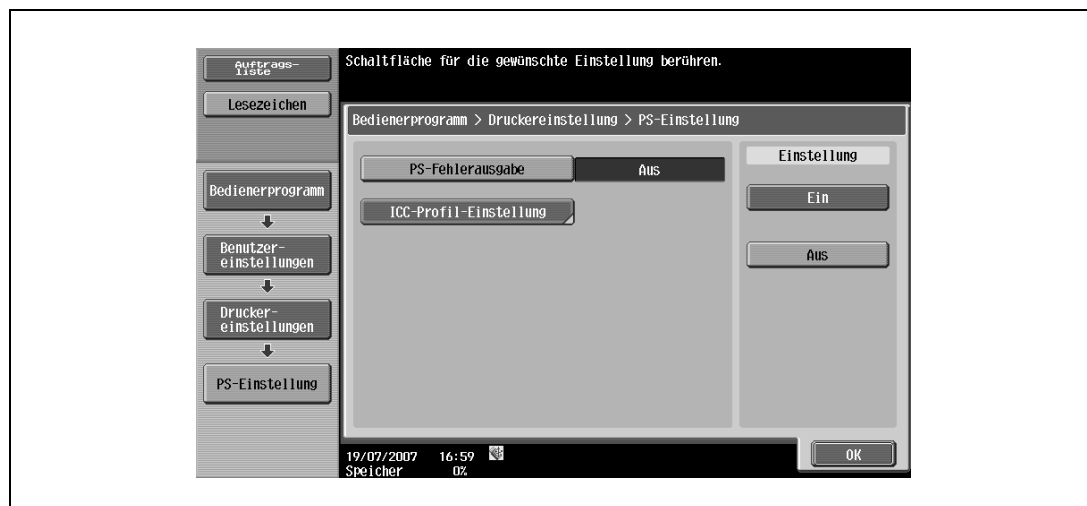 Auftrags-
liste
Lesezeichen
Schaltfläche für die gewünschte Einstellung berühren.
Bedienerprogramm > Druckereinstellung > PS-Einstellung
Bedienerprogramm
Benutzer-
einstellungen
Drucker-
einstellungen
PS-Einstellung
PS-Fehlerausgabe
Aus
ICC-Profil-Einstellung
Einstellung
Ein
Aus
19/07/2007 16:59
Speicher 0%
OK